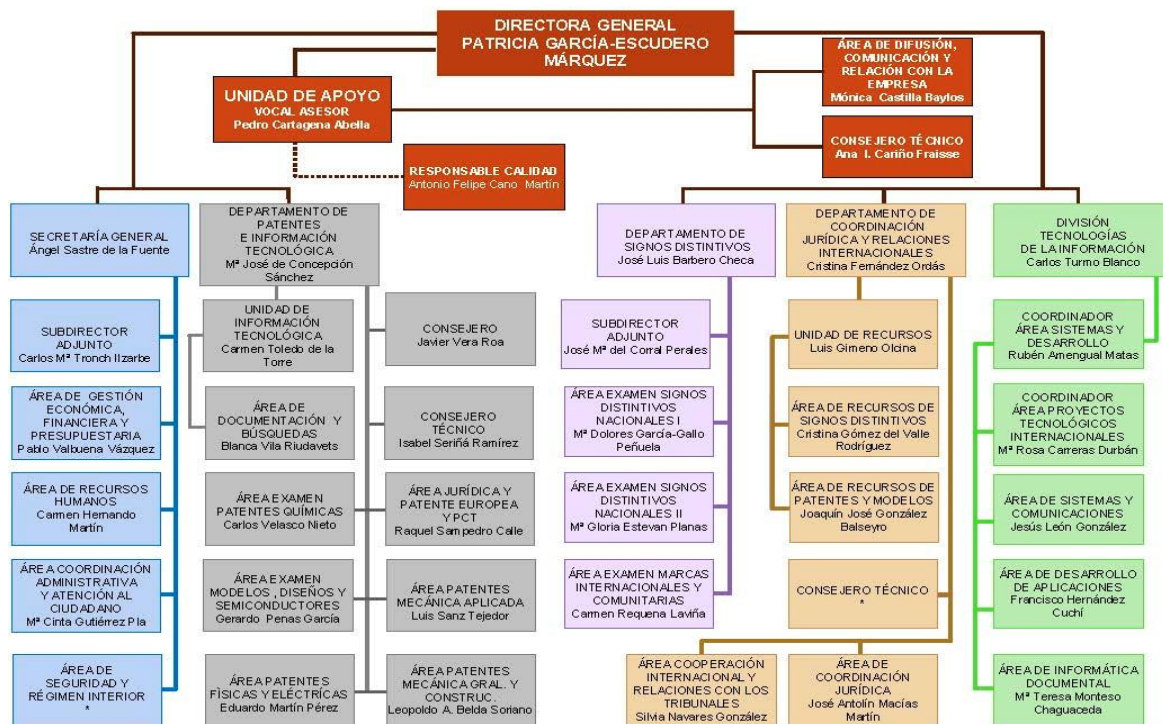 DIRECTORA GENERAL
PATRICIA GARCÍA-ESCUDERO
MÁRQUEZ
UNIDAD DE APOYO
VOCAL ASESOR
Pedro Cartagena Abella
ÁREA DE DIFUSIÓN,
COMUNICACIÓN Y
RELACIÓN CON LA
EMPRESA
Mónica Castilla Baylos
CONSEJERO TÉCNICO
Ana I. Cariño Fraisse
RESPONSABLE CALIDAD
Antonio Felipe Cano Martín
SECRETARÍA GENERAL
Ángel Sastre de la Fuente
SUBDIRECTOR
ADJUNTO
Carlos Mª Tronch Ilzarbe
ÁREA DE GESTIÓN
ECONÓMICA,
FINANCIERA Y
PRESUPUESTARIA
Pablo Valbuena Vázquez
ÁREA DE RECURSOS
HUMANOS
Carmen Hernando
Martín
ÁREA COORDINACIÓN
ADMINISTRATIVA
Y ATENCIÓN AL
CIUDADANO
Mª Cinta Gutiérrez Pla
ÁREA DE
SEGURIDAD Y
RÉGIMEN INTERIOR
*
DEPARTAMENTO DE
PATENTES
E INFORMACIÓN
TECNOLÓGICA
Mª José de Concepción
Sánchez
UNIDAD DE
INFORMACIÓN
TECNOLÓGICA
Carmen Toledo de la
Torre
ÁREA DE
DOCUMENTACIÓN Y
BÚSQUEDAS
Blanca Vila Riudavets
ÁREA EXAMEN
PATENTES QUÍMICAS
Carlos Velasco Nieto
ÁREA EXAMEN
MODELOS , DISEÑOS Y
SEMICONDUCTORES
Gerardo Penas García
ÁREA PATENTES
FÌSICAS Y ELÉCTRÍCAS
Eduardo Martín Pérez
CONSEJERO
Javier Vera Roa
CONSEJERO
TÉCNICO
Isabel Seriñá Ramírez
ÁREA JURÍDICA Y
PATENTE EUROPEA
Y PCT
Raquel Sampedro Calle
ÁREA PATENTES
MECÁNICA APLICADA
Luis Sanz Tejedor
ÁREA PATENTES
MECÁNICA GRAL. Y
CONSTRUC.
Leopoldo A. Belda Soriano
DEPARTAMENTO DE
SIGNOS DISTINTIVOS
José Luis Barbero Checa
SUBDIRECTOR
ADJUNTO
José Mª del Corral Perales
ÁREA EXAMEN SIGNOS
DISTINTIVOS
NACIONALES I
Mª Dolores García-Gallo
Peñuela
ÁREA EXAMEN SIGNOS
DISTINTIVOS
NACIONALES II
Mª Gloria Estevan Planas
ÁREA EXAMEN MARCAS
INTERNACIONALES Y
COMUNITARIAS
Carmen Requena Laviña
DEPARTAMENTO DE
COORDINACIÓN
JURÍDICA Y RELACIONES
INTERNACIONALES
Cristina Fernández Ordás
UNIDAD DE RECURSOS
Luis Gimeno Olcina
ÁREA DE RECURSOS DE
SIGNOS DISTINTIVOS
Cristina Gómez del Valle
Rodríguez
ÁREA DE RECURSOS
DE PATENTES Y MODELOS
Joaquín José González
Balseyro
CONSEJERO TÉCNICO
*
ÁREA COOPERACIÓN
INTERNACIONAL Y
RELACIONES CON LOS
TRIBUNALES
Silvia Navares González
ÁREA DE
COORDINACIÓN
JURÍDICA
José Antolín Macías
Martín
DIVISIÓN
TECNOLOGÍAS
DE LA INFORMACIÓN
Carlos Turmo Blanco
COORDINADOR
ÁREA SISTEMAS Y
DESARROLLO
Rubén Amengual Matas
COORDINADOR
ÁREA PROYECTOS
TECNOLÓGICOS
INTERNACIONALES
Mª Rosa Carreras Durbán
ÁREA DE SISTEMAS Y
COMUNICACIONES
Jesús León González
ÁREA DE DESARROLLO
DE APLICACIONES
Francisco Hernández
Cuchí
ÁREA DE INFORMÁTICA
DOCUMENTAL
Mª Teresa Monteso
Chaguaceda